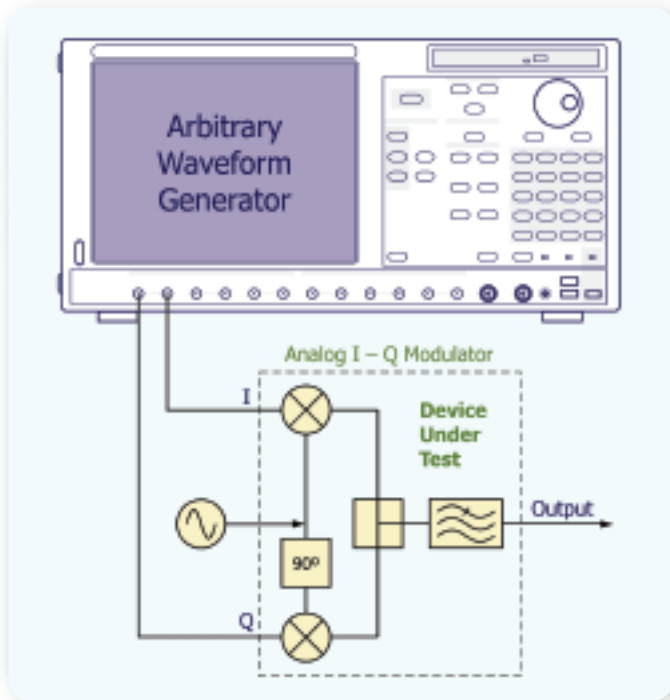 Arbitrary
Waveform
Generator
Analog I – Q Modulator
I
Device
Under
Test
Output
90º
Q